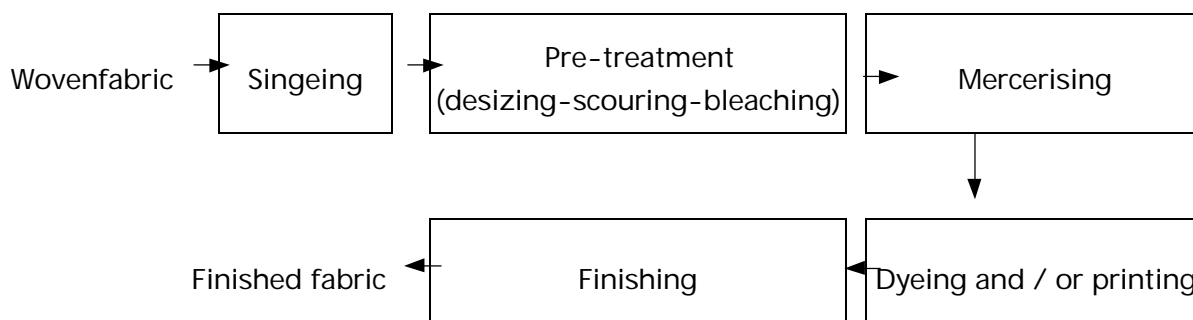 Wovenfabric
Singeing
Pre-treatment
(desizing-scouring-bleaching)
Mercerising
Dyeing and / or printing
Finishing
Finished fabric